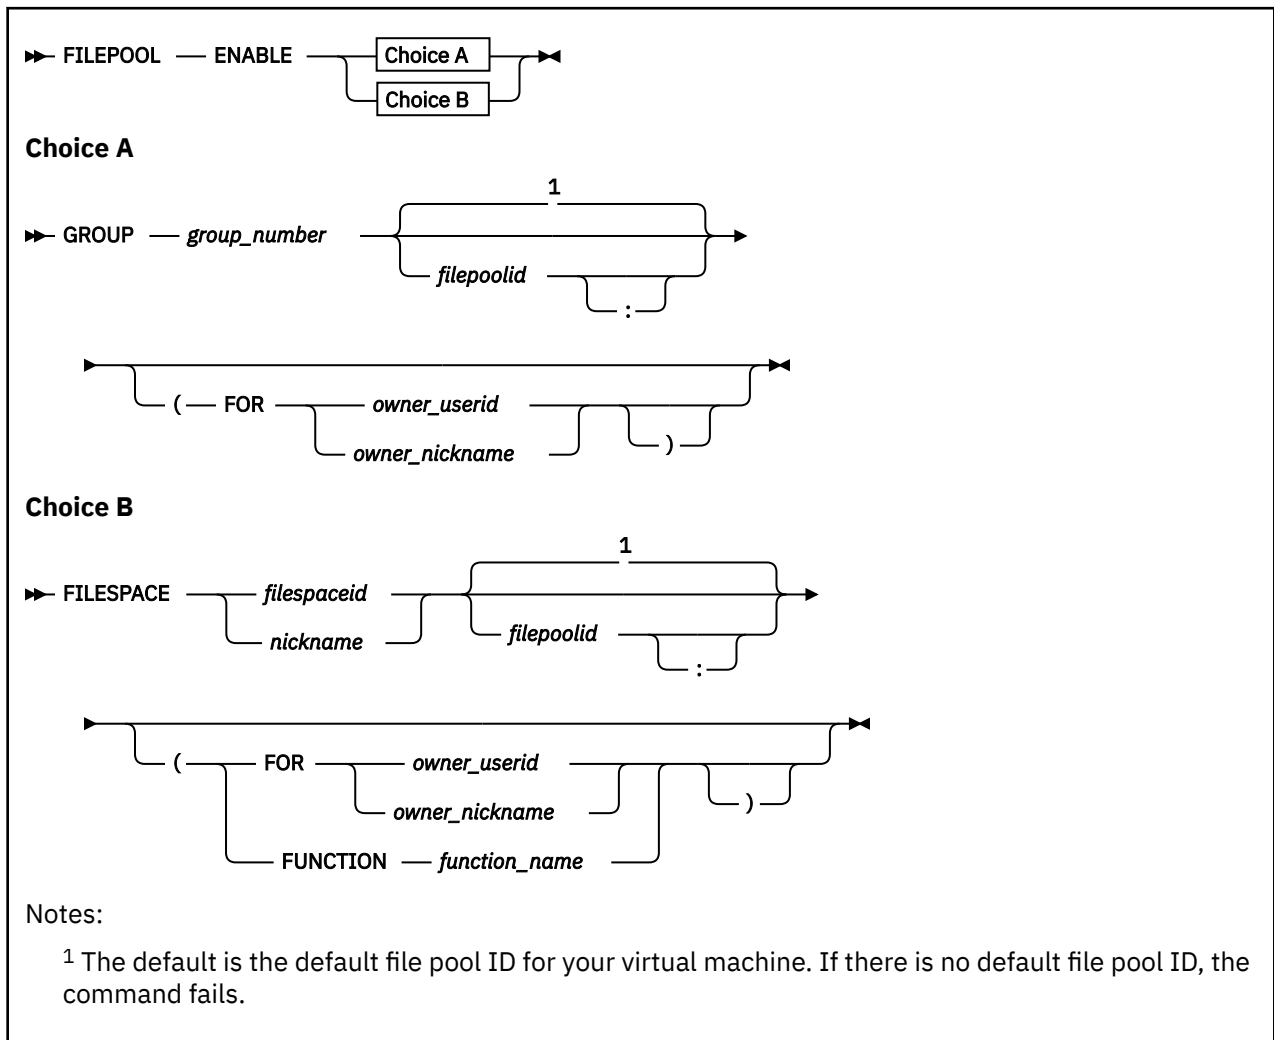 FILEPOOL ENABLE Choice A
Choice B
Choice A
1
GROUP group_number
filepoolid
:
( FOR owner_userid
owner_nickname )
Choice B
1
FILESPACE filespaceid
nickname filepoolid
:
( FOR owner_userid
owner_nickname )
FUNCTION function_name
Notes:
1 The default is the default file pool ID for your virtual machine. If there is no default file pool ID, the
command fails.